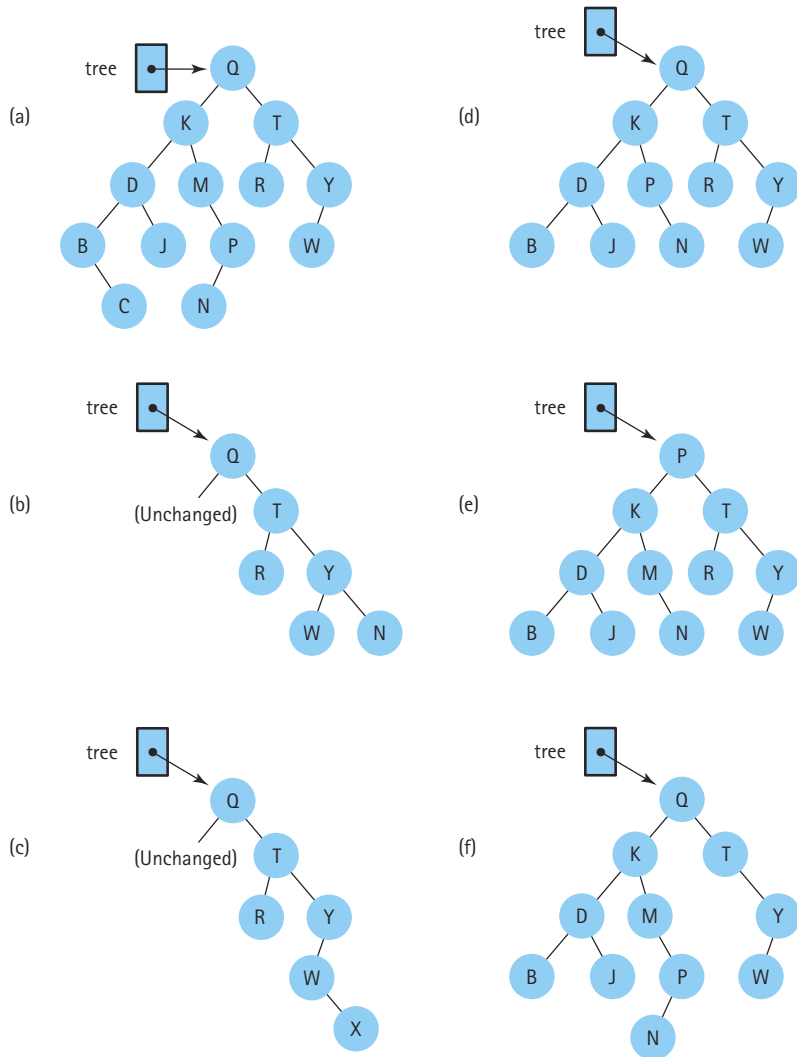 (a)
tree
Q
K T
D M R Y
B J P W
C N
(b)
tree
Q
(Unchanged)
T
R Y
W N
(c)
tree
Q
(Unchanged)
T
R Y
W
X
(d)
tree
Q
K T
D P R Y
B J N W
(e)
tree
P
K T
D M R Y
B J N W
(f)
tree
Q
K T
D M Y
B J P W
N